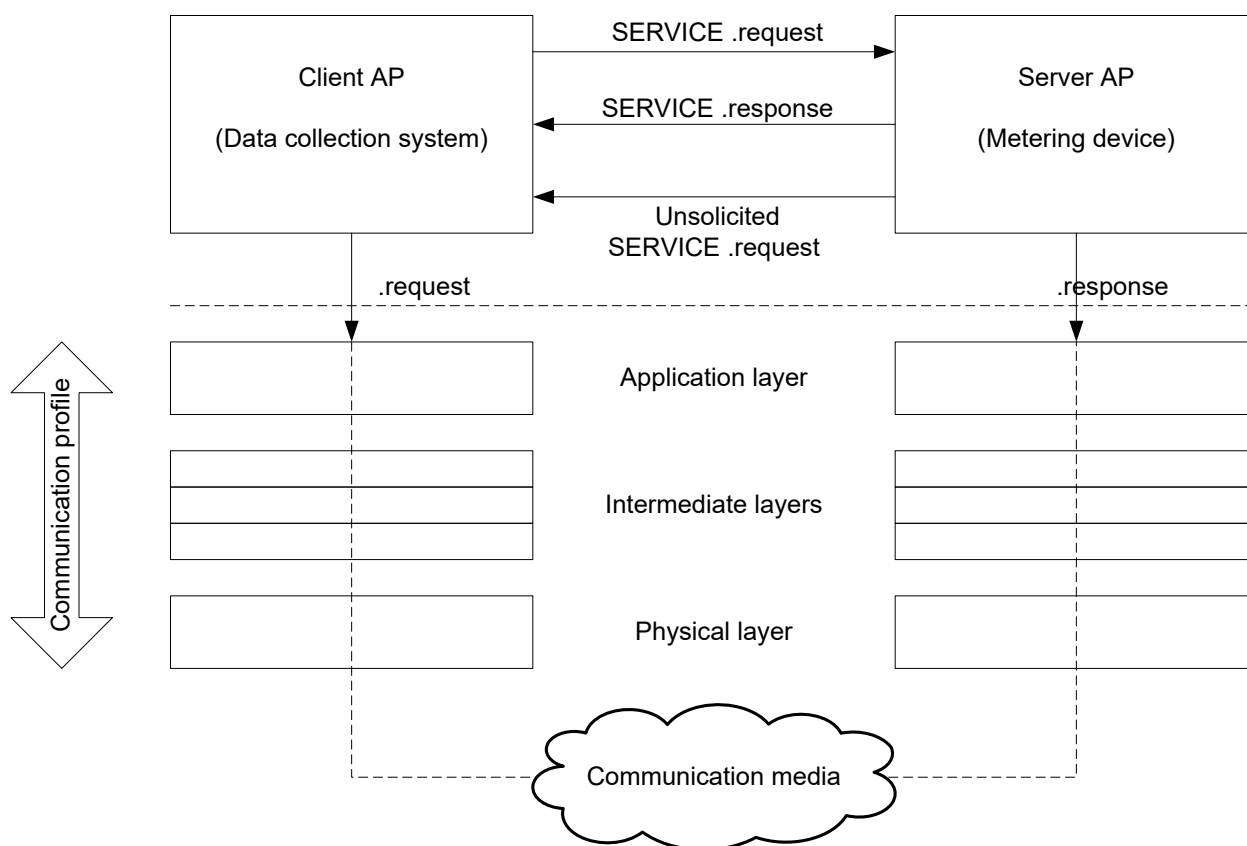 SERVICE .request
Client AP
Server AP
SERVICE .response
(Data collection system)
(Metering device)
Unsolicited
SERVICE .request
.request
.response
Communication profile
Application layer
Intermediate layers
Physical layer
Communication media